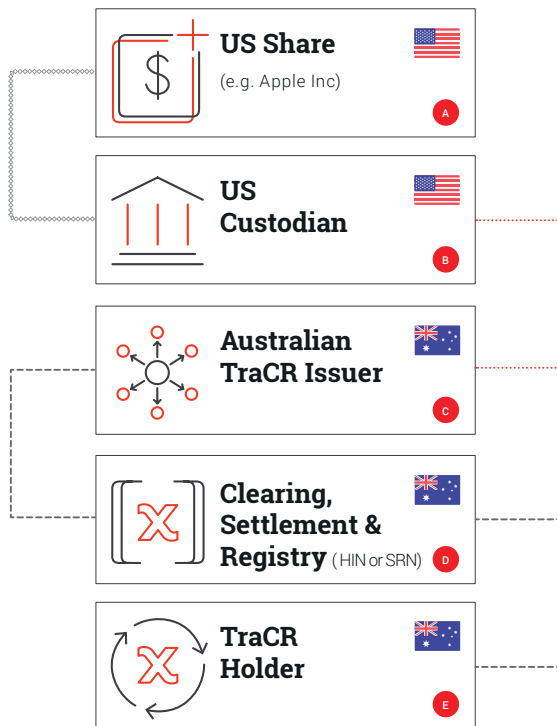 US Share
(e.g. Apple Inc)
A
US
Custodian
B
Australian
TraCR Issuer
C
Clearing,
Settlement &
Registry (HIN or SRN)
D
TraCR
Holder
E